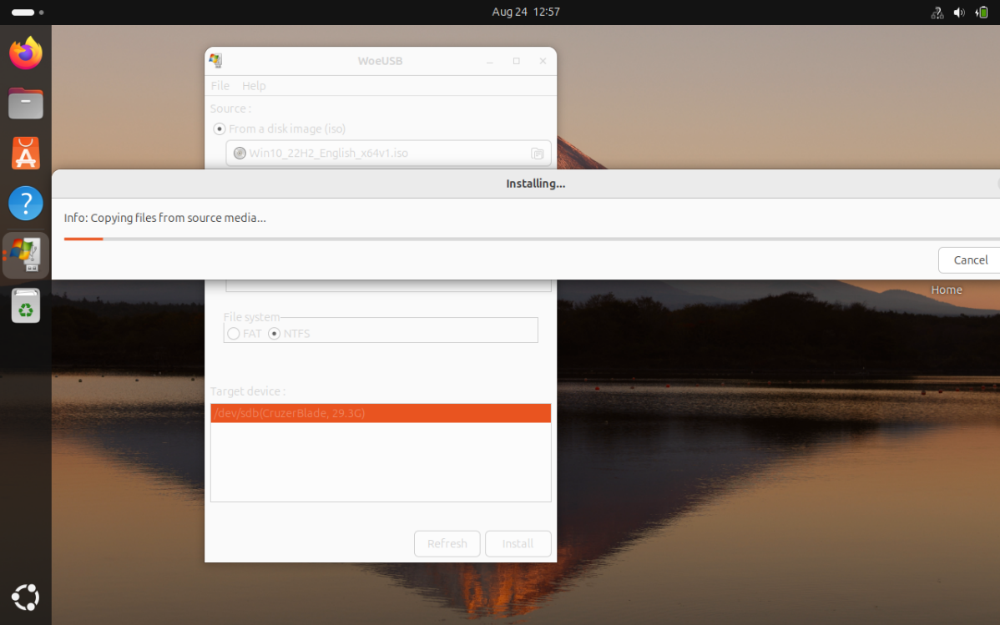 Aug 24 12:57
WoeUSB
File Help
Source :
From a disk image (iso)
Win10_22H2_English_x64v1.iso
Installing...
Info: Copying files from source media...
Cancel
Home
File system
FAT NTFS
Target device :
/dev/sdb(CruzerBlade, 29.3G)
Refresh Install